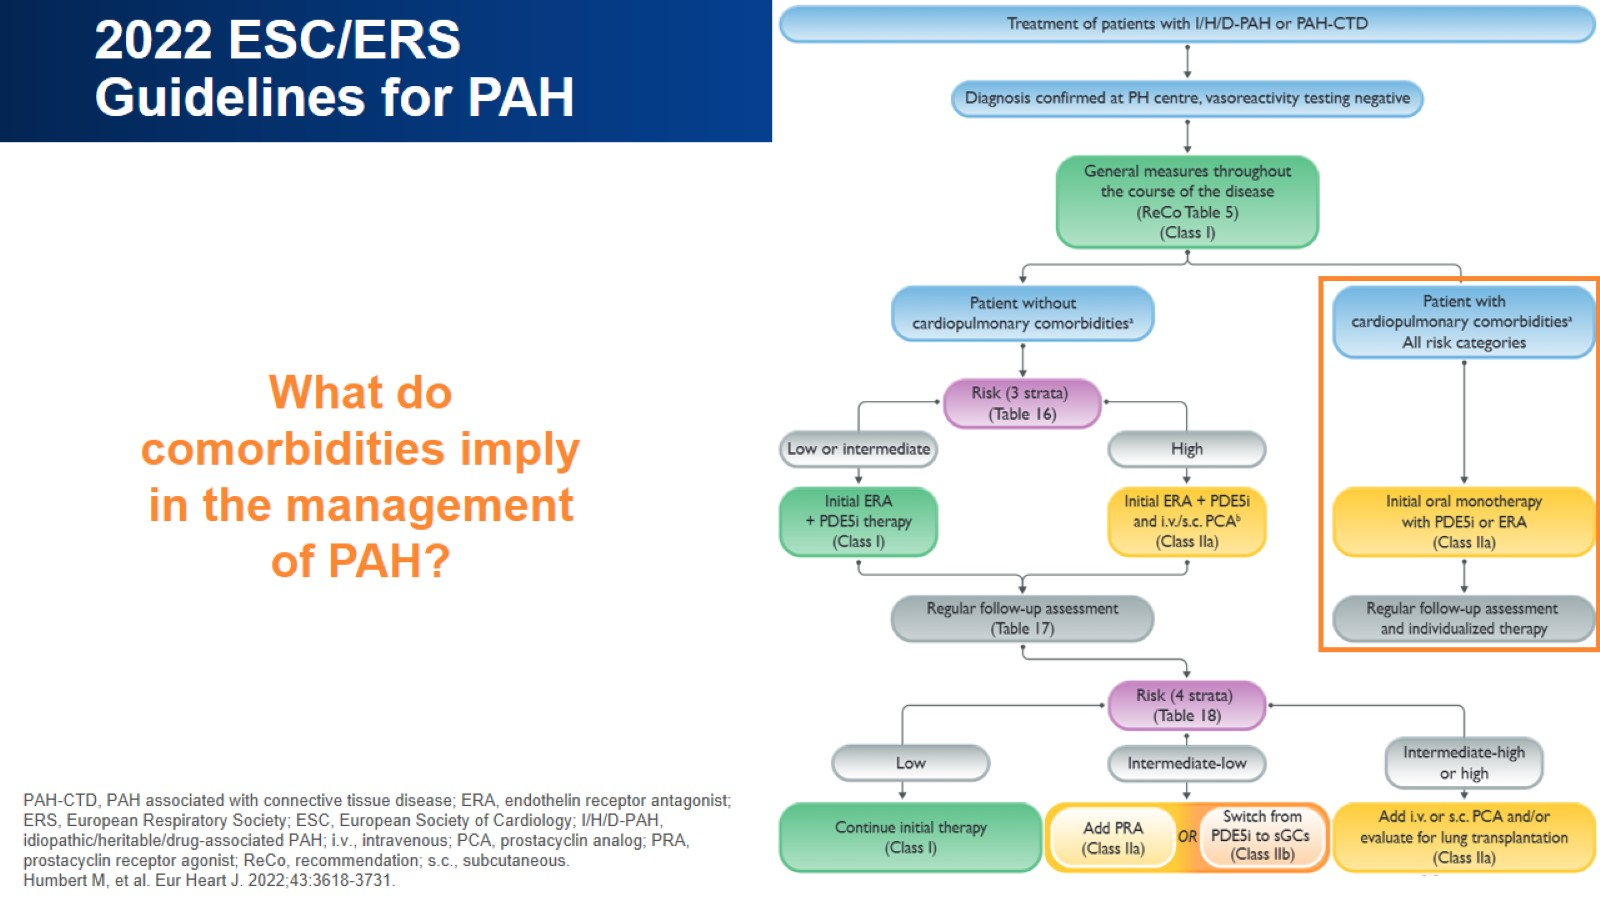 2022 ESC/ERS
Guidelines for PAH
What do
comorbidities imply
in the management
of PAH?
PAH-CTD, PAH associated with connective tissue disease; ERA, endothelin receptor antagonist;
ERS, European Respiratory Society; ESC, European Society of Cardiology; I/H/D-PAH,
idiopathic/heritable/drug-associated PAH; i.v., intravenous; PCA, prostacyclin analog; PRA,
prostacyclin receptor agonist; ReCo, recommendation; s.c., subcutaneous.
Humbert M, et al. Eur Heart J. 2022;43:3618-3731.
Treatment of patients with I/H/D-PAH or PAH-CTD
Diagnosis confirmed at PH centre, vasoreactivity testing negative
General measures throughout
the course of the disease
(ReCo Table 5)
(Class I)
Patient without
cardiopulmonary comorbiditiesᵃ
Patient with
cardiopulmonary comorbiditiesᵃ
All risk categories
Risk (3 strata)
(Table 16)
Low or intermediate
High
Initial ERA
+ PDE5i therapy
(Class I)
Initial ERA + PDE5i
and i.v./s.c. PCAᵇ
(Class IIa)
Initial oral monotherapy
with PDE5i or ERA
(Class IIa)
Regular follow-up assessment
(Table 17)
Regular follow-up assessment
and individualized therapy
Risk (4 strata)
(Table 18)
Low
Intermediate-low
Intermediate-high
or high
Continue initial therapy
(Class I)
Add PRA
(Class IIa)
OR
Switch from
PDE5i to sGCs
(Class IIb)
Add i.v. or s.c. PCA and/or
evaluate for lung transplantation
(Class IIa)